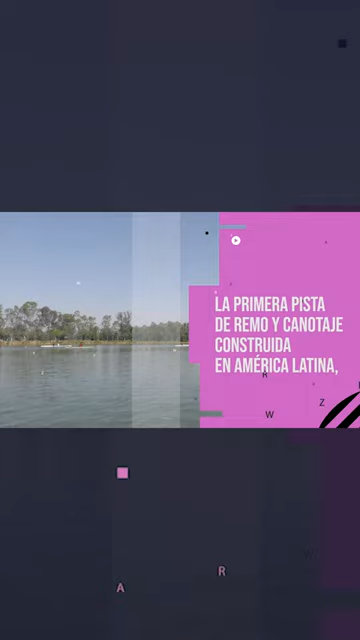 LA PRIMERA PISTA
DE REMO Y CANOTAJE
CONSTRUIDA
EN AMÉRICA LATINA,
R
W
Z
R
A